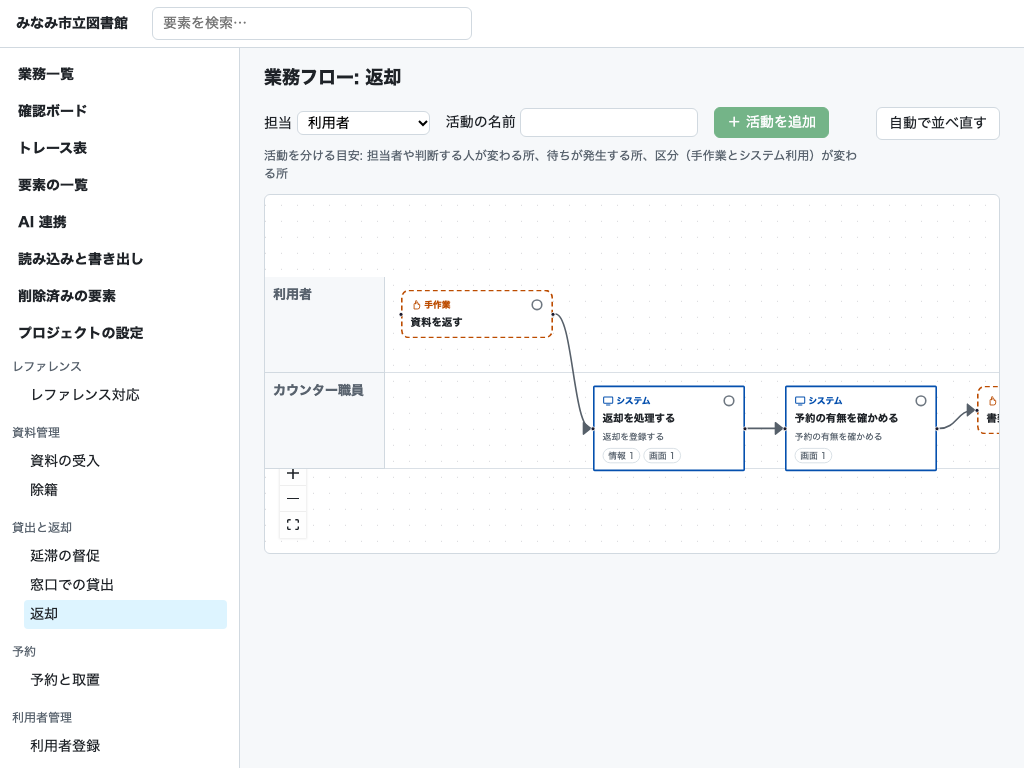 みなみ市立図書館
要素を検索…
業務一覧
確認ボード
トレース表
要素の一覧
AI 連携
読み込みと書き出し
削除済みの要素
プロジェクトの設定
レファレンス
レファレンス対応
資料管理
資料の受入
除籍
貸出と返却
延滞の督促
窓口での貸出
返却
予約
予約と取置
利用者管理
利用者登録
業務フロー: 返却
担当 利用者 活動の名前 ＋ 活動を追加 自動で並べ直す
活動を分ける目安: 担当者や判断する人が変わる所、待ちが発生する所、区分（手作業とシステム利用）が変わ
る所
利用者
手作業
資料を返す
カウンター職員
システム
返却を処理する
返却を登録する
情報 1 画面 1
システム
予約の有無を確かめる
予約の有無を確かめる
画面 1